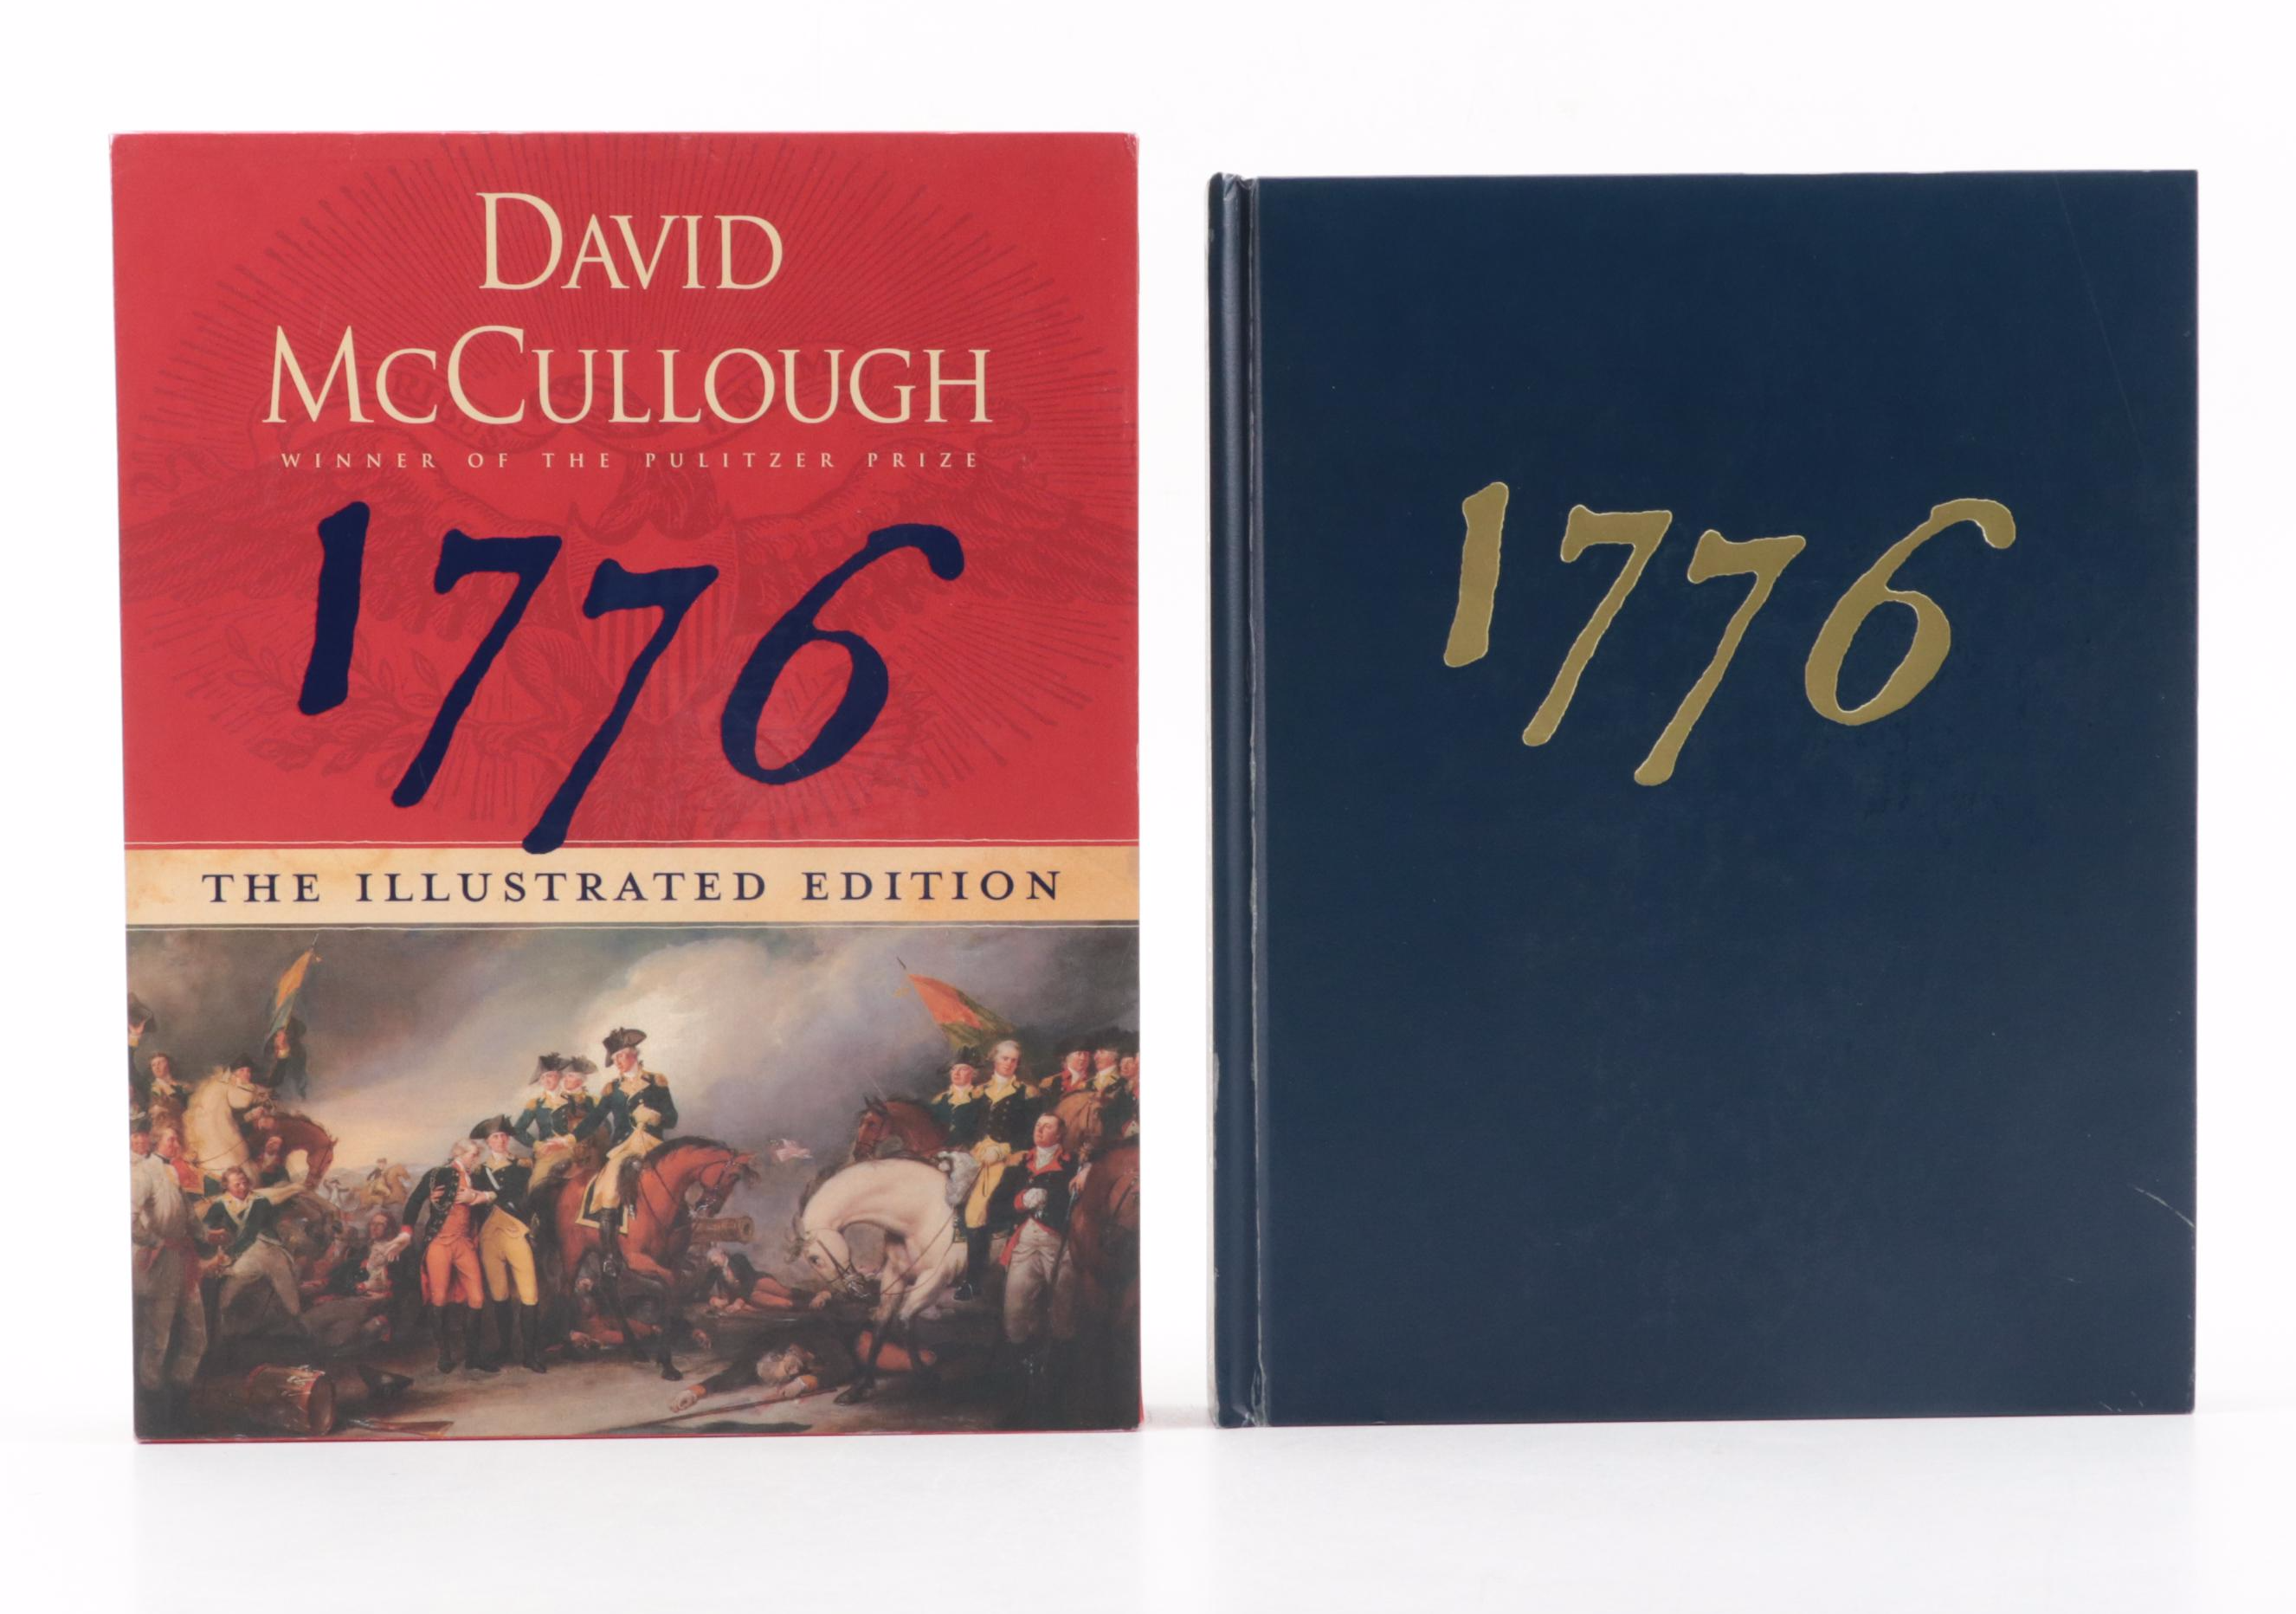 DAVID
MCCULLOUGH
WINNER OF THE PULITZER PRIZE
1776
THE ILLUSTRATED EDITION
1776